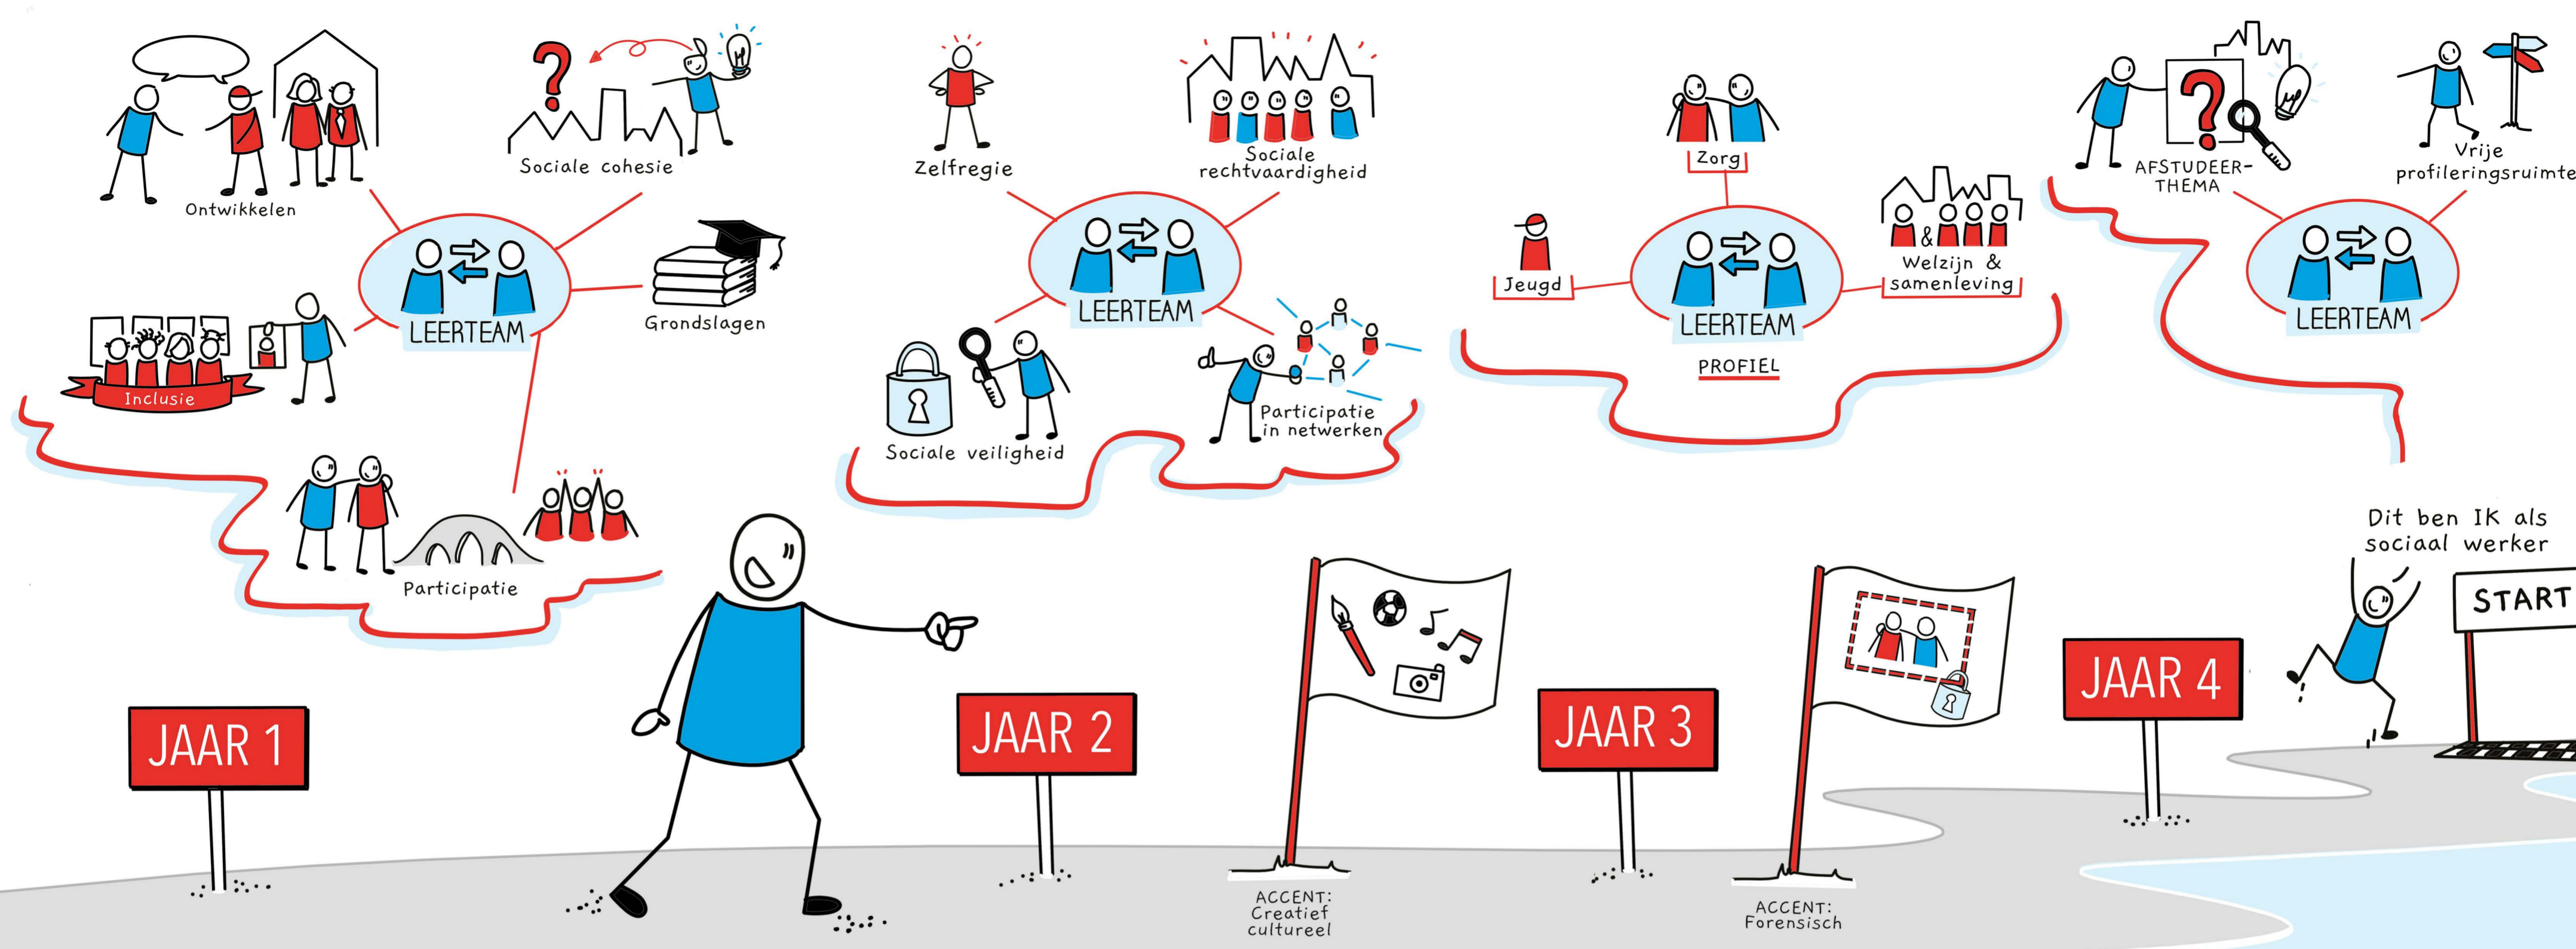 Ontwikkelen
Sociale cohesie
Grondslagen
LEERTEAM
Inclusie
Participatie
Zelfregie
Sociale
rechtvaardigheid
LEERTEAM
Sociale veiligheid
Participatie
in netwerken
Zorg
Jeugd
&
Welzijn &
samenleving
LEERTEAM
PROFIEL
AFSTUDEER-
THEMA
Vrije
profileringsruimte
LEERTEAM
Dit ben IK als
sociaal werker
START
JAAR 1
JAAR 2
JAAR 3
JAAR 4
ACCENT:
Creatief
cultureel
ACCENT:
Forensisch